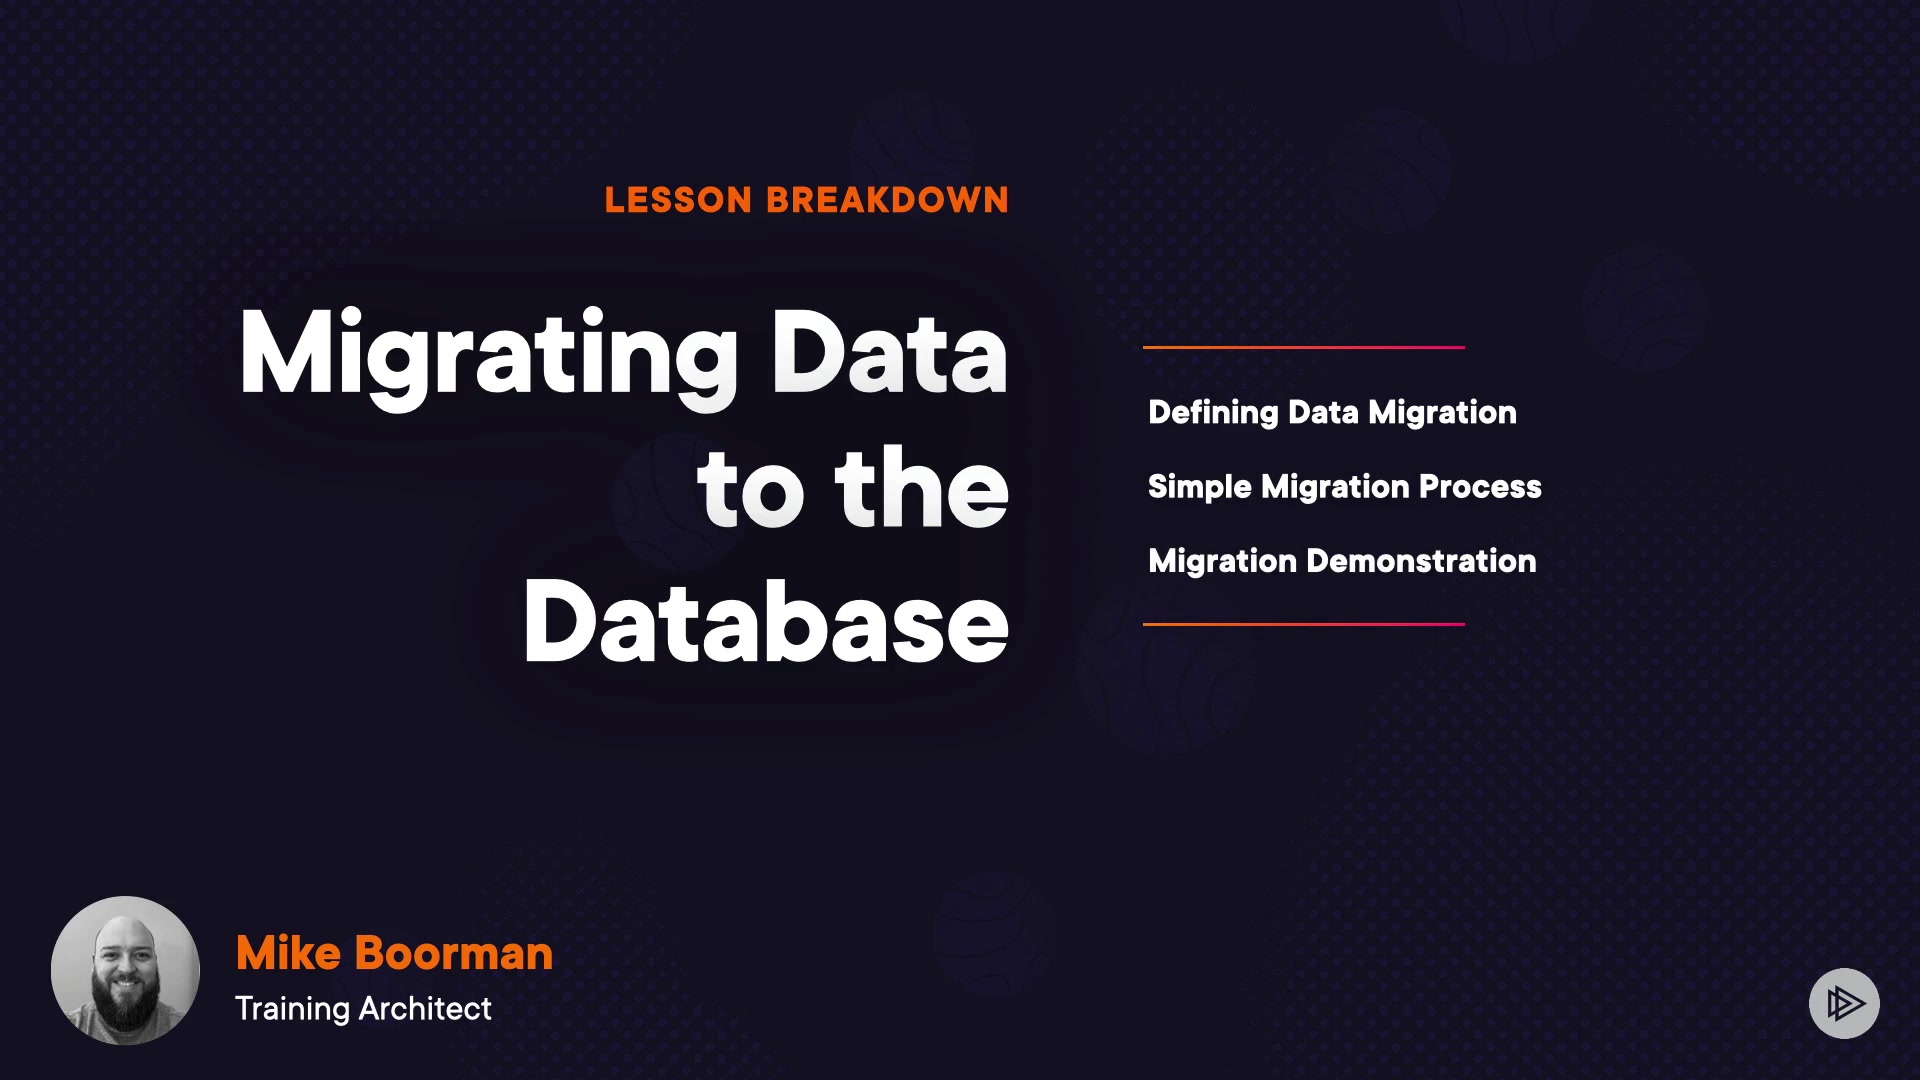 LESSON BREAKDOWN
Migrating Data
to the
Database
Defining Data Migration
Simple Migration Process
Migration Demonstration
Mike Boorman
Training Architect